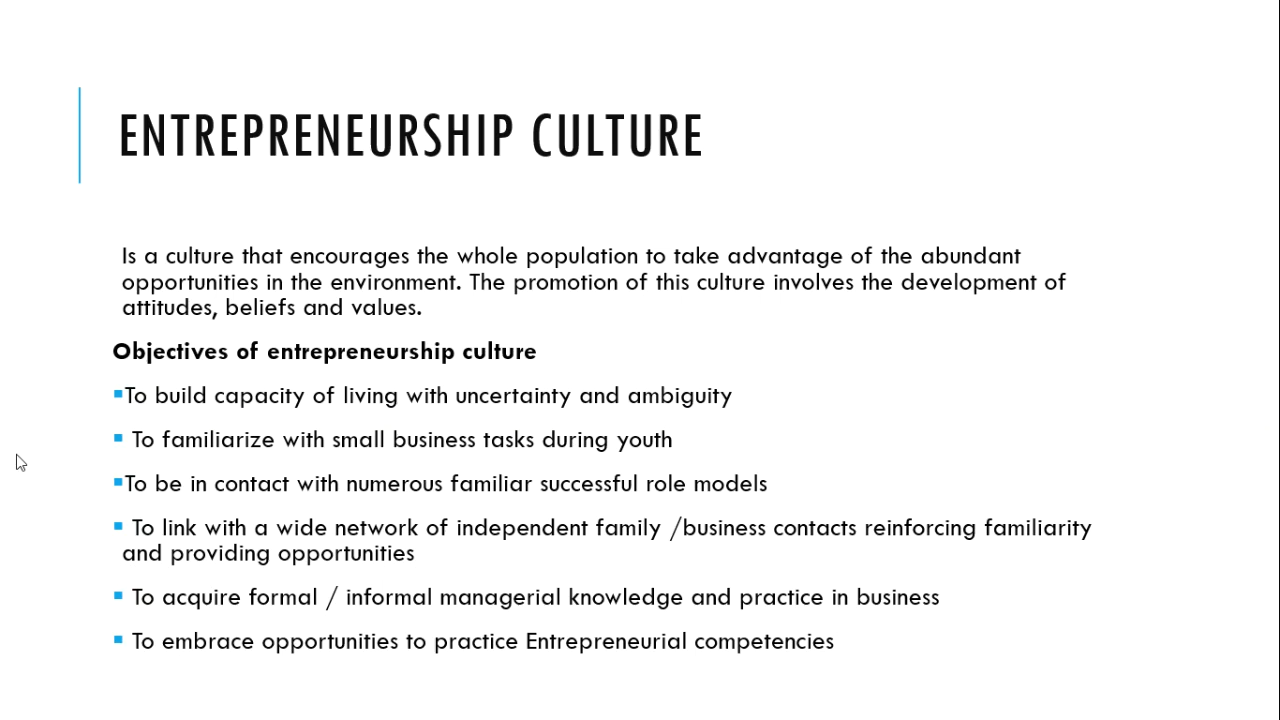 ENTREPRENEURSHIP CULTURE
Is a culture that encourages the whole population to take advantage of the abundant
opportunities in the environment. The promotion of this culture involves the development of
attitudes, beliefs and values.
Objectives of entrepreneurship culture
▪To build capacity of living with uncertainty and ambiguity
▪ To familiarize with small business tasks during youth
▪To be in contact with numerous familiar successful role models
▪ To link with a wide network of independent family /business contacts reinforcing familiarity
and providing opportunities
▪ To acquire formal / informal managerial knowledge and practice in business
▪ To embrace opportunities to practice Entrepreneurial competencies